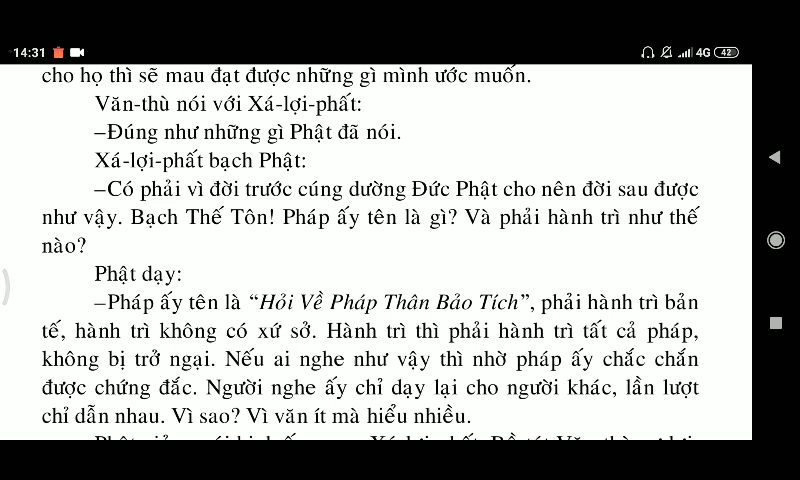 14:31
4G 42
cho họ thì sẽ mau đạt được những gì mình ước muốn.
Văn-thù nói với Xá-lợi-phất:
–Đúng như những gì Phật đã nói.
Xá-lợi-phất bạch Phật:
–Có phải vì đời trước cúng dường Đức Phật cho nên đời sau được
như vậy. Bạch Thế Tôn! Pháp ấy tên là gì? Và phải hành trì như thế
nào?
Phật dạy:
–Pháp ấy tên là “Hỏi Về Pháp Thân Bảo Tích”, phải hành trì bản
tế, hành trì không có xứ sở. Hành trì thì phải hành trì tất cả pháp,
không bị trở ngại. Nếu ai nghe như vậy thì nhờ pháp ấy chắc chắn
được chứng đắc. Người nghe ấy chỉ dạy lại cho người khác, lần lượt
chỉ dẫn nhau. Vì sao? Vì văn ít mà hiểu nhiều.